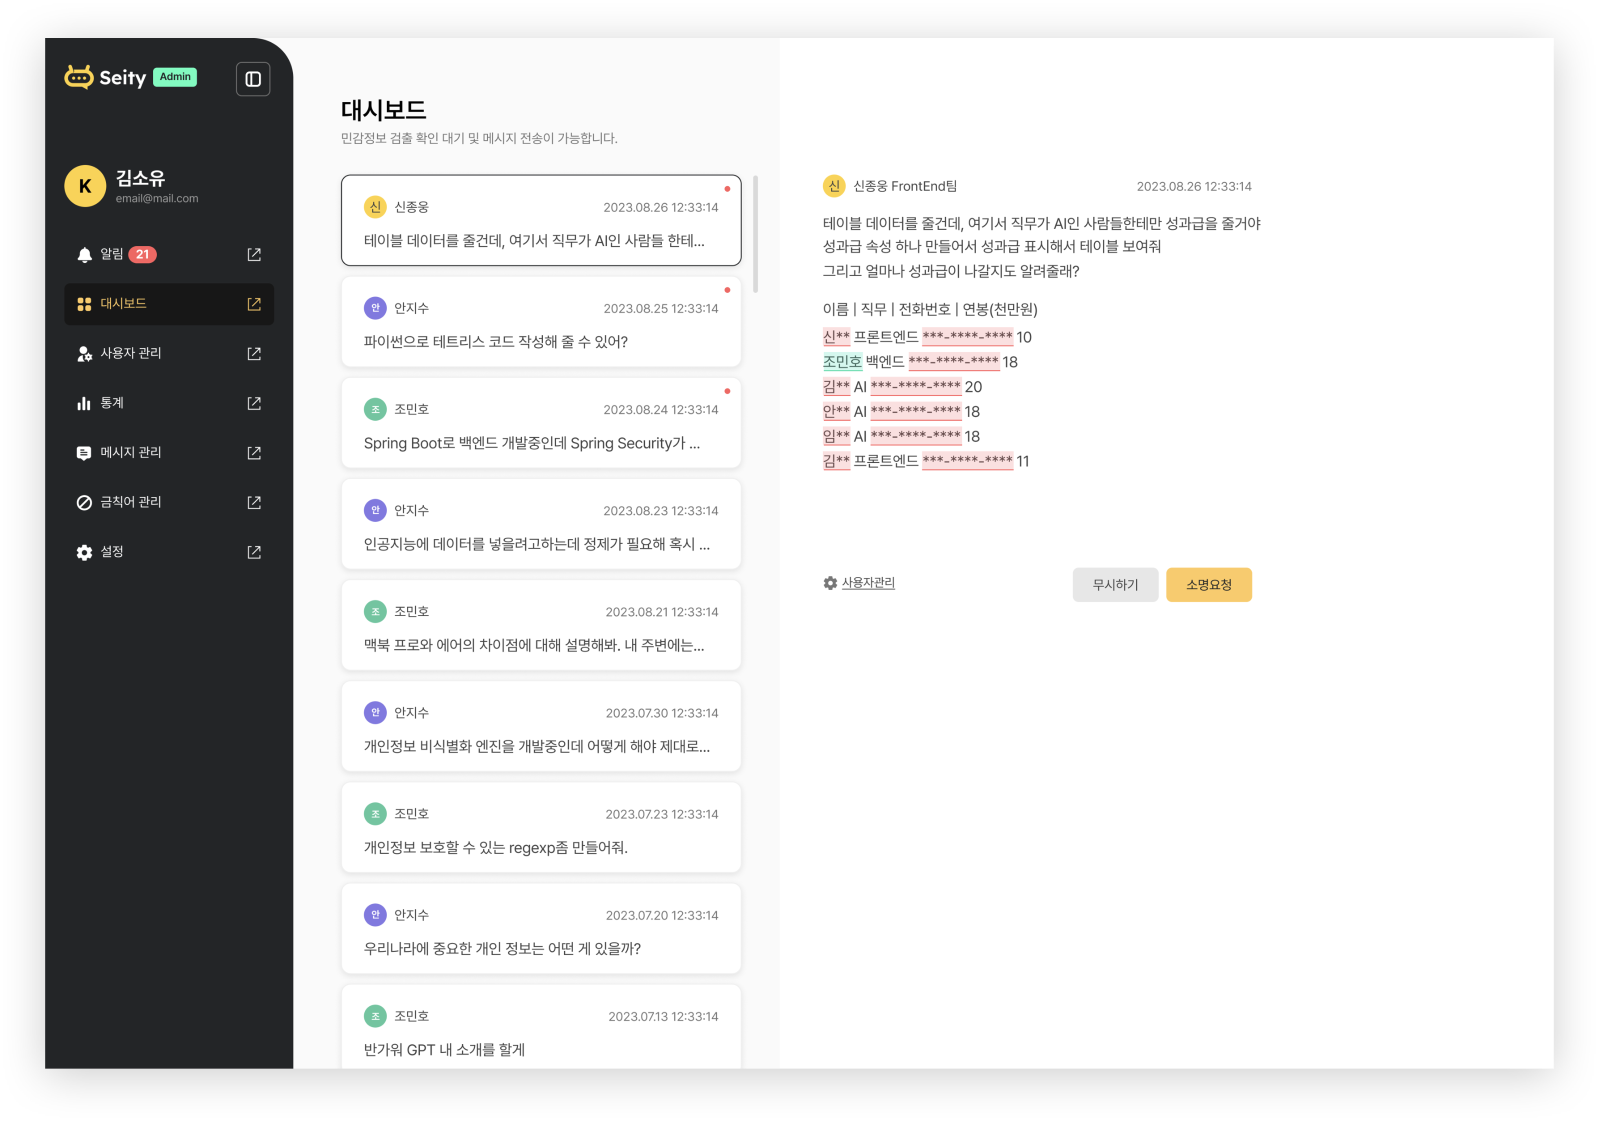 Seity Admin
K
김소유
email@mail.com
알림 21
대시보드
사용자 관리
통계
메시지 관리
금칙어 관리
설정
대시보드
민감정보 검출 확인 대기 및 메시지 전송이 가능합니다.
신 신종웅 2023.08.26 12:33:14
테이블 데이터를 줄건데, 여기서 직무가 AI인 사람들 한테...
안 안지수 2023.08.25 12:33:14
파이썬으로 테트리스 코드 작성해 줄 수 있어?
조 조민호 2023.08.24 12:33:14
Spring Boot로 백엔드 개발중인데 Spring Security가 ...
안 안지수 2023.08.23 12:33:14
인공지능에 데이터를 넣을려고하는데 정제가 필요해 혹시 ...
조 조민호 2023.08.21 12:33:14
맥북 프로와 에어의 차이점에 대해 설명해봐. 내 주변에는...
안 안지수 2023.07.30 12:33:14
개인정보 비식별화 엔진을 개발중인데 어떻게 해야 제대로...
조 조민호 2023.07.23 12:33:14
개인정보 보호할 수 있는 regexp좀 만들어줘.
안 안지수 2023.07.20 12:33:14
우리나라에 중요한 개인 정보는 어떤 게 있을까?
조 조민호 2023.07.13 12:33:14
반가워 GPT 내 소개를 할게
신 신종웅 FrontEnd팀 2023.08.26 12:33:14
테이블 데이터를 줄건데, 여기서 직무가 AI인 사람들한테만 성과급을 줄거야
성과급 속성 하나 만들어서 성과급 표시해서 테이블 보여줘
그리고 얼마나 성과급이 나갈지도 알려줄래?
이름 | 직무 | 전화번호 | 연봉(천만원)
신** 프론트엔드 ***-****-**** 10
조민호 백엔드 ***-****-**** 18
김** AI ***-****-**** 20
안** AI ***-****-**** 18
임** AI ***-****-**** 18
김** 프론트엔드 ***-****-**** 11
사용자관리 무시하기 소명요청